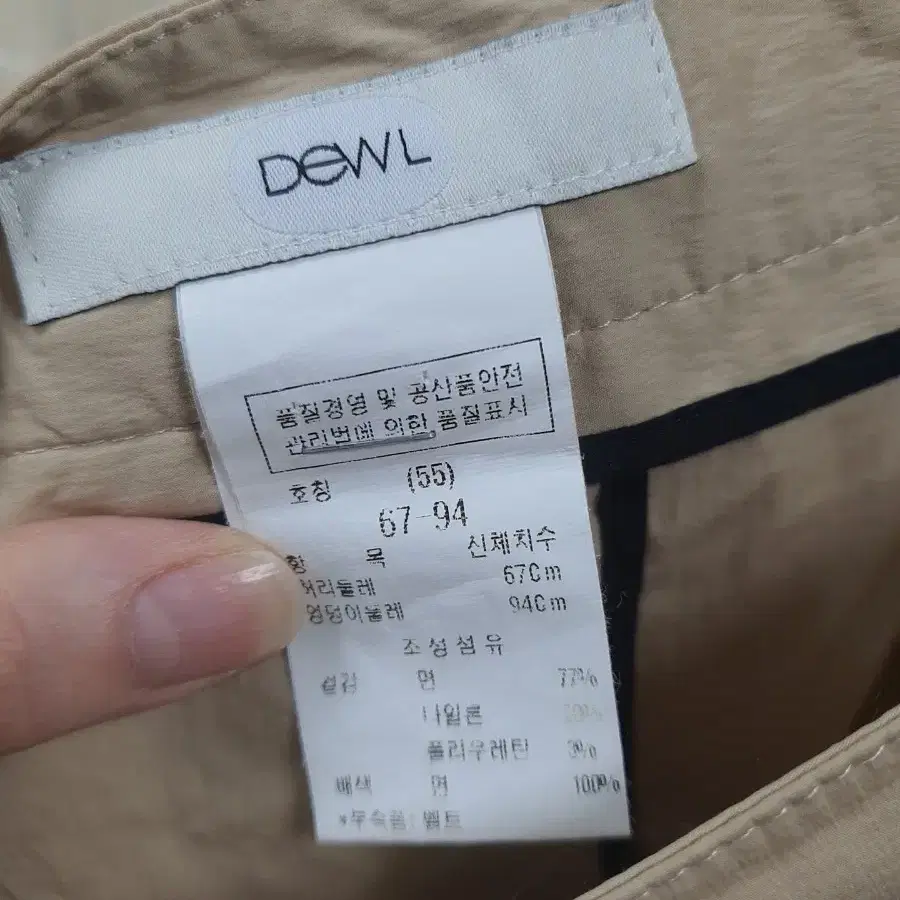 DEWL
품질경영 및 공산품안전
관리법에 의한 품질표시
호칭 (55)
67-94
항 목 신체치수
허리둘레 67Cm
엉덩이둘레 94Cm
조성섬유
겉감 면 77%
나일론 20%
폴리우레탄 3%
배색 면 100%
*부속품: 벨트